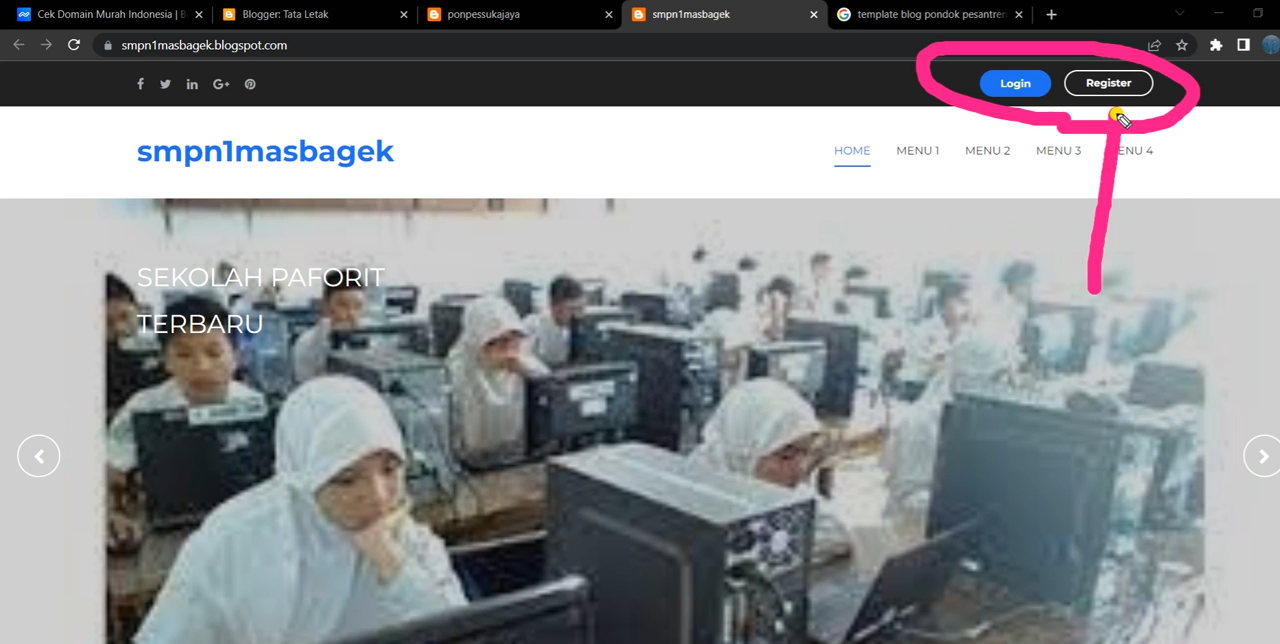 Cek Domain Murah Indonesia | B
Blogger: Tata Letak
ponpessukajaya
smpn1masbagek
template blog pondok pesantren
smpn1masbagek.blogspot.com
Login
Register
smpn1masbagek
HOME
MENU 1
MENU 2
MENU 3
MENU 4
SEKOLAH PAFORIT
TERBARU